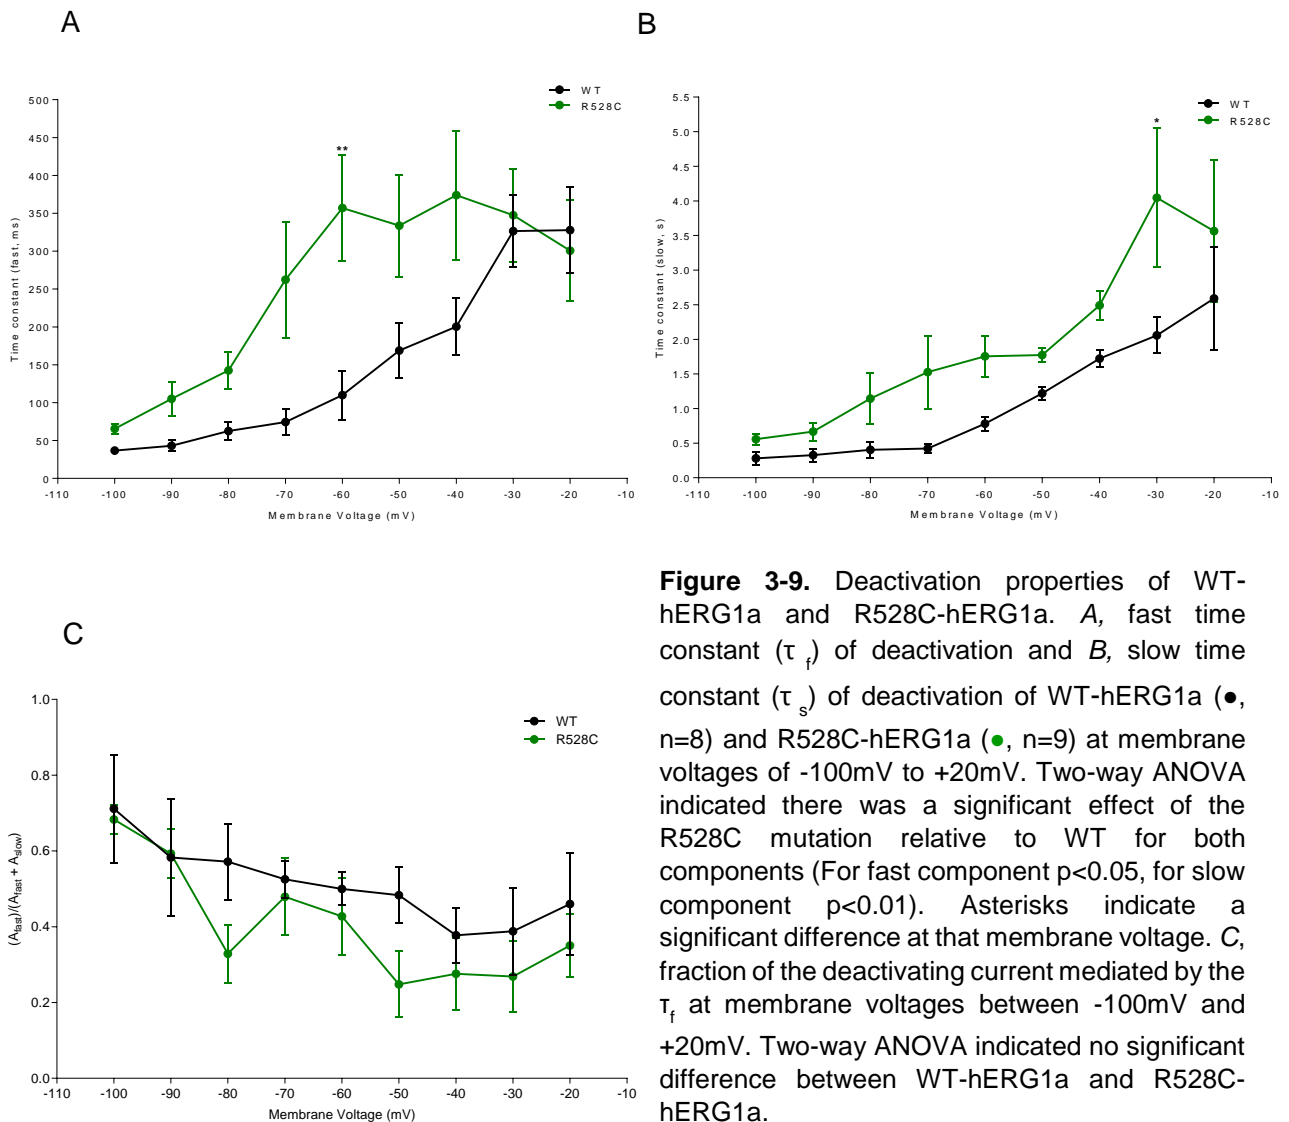 A
B
WT
R528C
500
450
400
350
300
250
200
150
100
50
0
**
Time constant (fast, ms)
-110 -100 -90 -80 -70 -60 -50 -40 -30 -20 -10
Membrane Voltage (mV)
WT
R528C
5.5
5.0
4.5
4.0
3.5
3.0
2.5
2.0
1.5
1.0
0.5
0.0
*
Time constant (slow, s)
-110 -100 -90 -80 -70 -60 -50 -40 -30 -20 -10
Membrane Voltage (mV)
C
WT
R528C
1.0
0.8
0.6
0.4
0.2
0.0
(Afast)/(Afast + Aslow)
-110 -100 -90 -80 -70 -60 -50 -40 -30 -20 -10
Membrane Voltage (mV)
Figure 3-9. Deactivation properties of WT-
hERG1a and R528C-hERG1a. A, fast time
constant (τ f) of deactivation and B, slow time
constant (τ s) of deactivation of WT-hERG1a (●,
n=8) and R528C-hERG1a (●, n=9) at membrane
voltages of -100mV to +20mV. Two-way ANOVA
indicated there was a significant effect of the
R528C mutation relative to WT for both
components (For fast component p<0.05, for slow
component p<0.01). Asterisks indicate a
significant difference at that membrane voltage. C,
fraction of the deactivating current mediated by the
τf at membrane voltages between -100mV and
+20mV. Two-way ANOVA indicated no significant
difference between WT-hERG1a and R528C-
hERG1a.